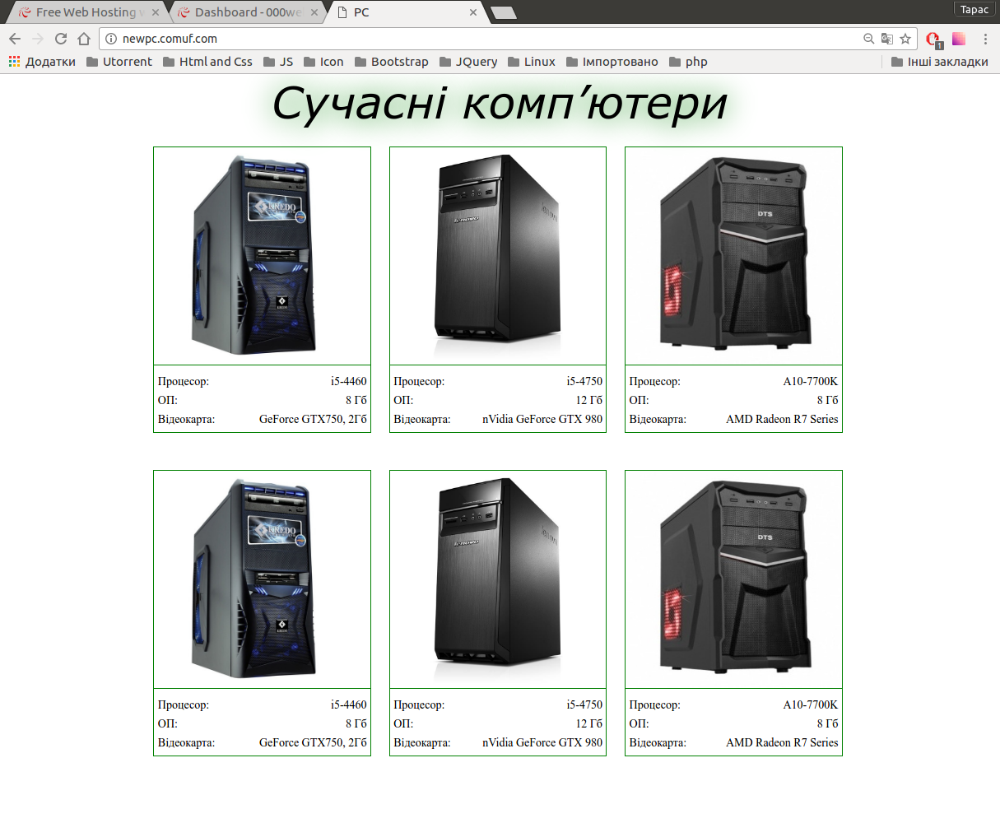 Free Web Hosting
Dashboard - 000we
PC
Тарас
newpc.comuf.com
1
Додатки
Utorrent
Html and Css
JS
Icon
Bootstrap
JQuery
Linux
Імпортовано
php
Інші закладки
Сучасні комп’ютери
lenovo
DTS
Процесор: i5-4460
ОП: 8 Гб
Відеокарта: GeForce GTX750, 2Гб
Процесор: i5-4750
ОП: 12 Гб
Відеокарта: nVidia GeForce GTX 980
Процесор: A10-7700K
ОП: 8 Гб
Відеокарта: AMD Radeon R7 Series
lenovo
DTS
Процесор: i5-4460
ОП: 8 Гб
Відеокарта: GeForce GTX750, 2Гб
Процесор: i5-4750
ОП: 12 Гб
Відеокарта: nVidia GeForce GTX 980
Процесор: A10-7700K
ОП: 8 Гб
Відеокарта: AMD Radeon R7 Series